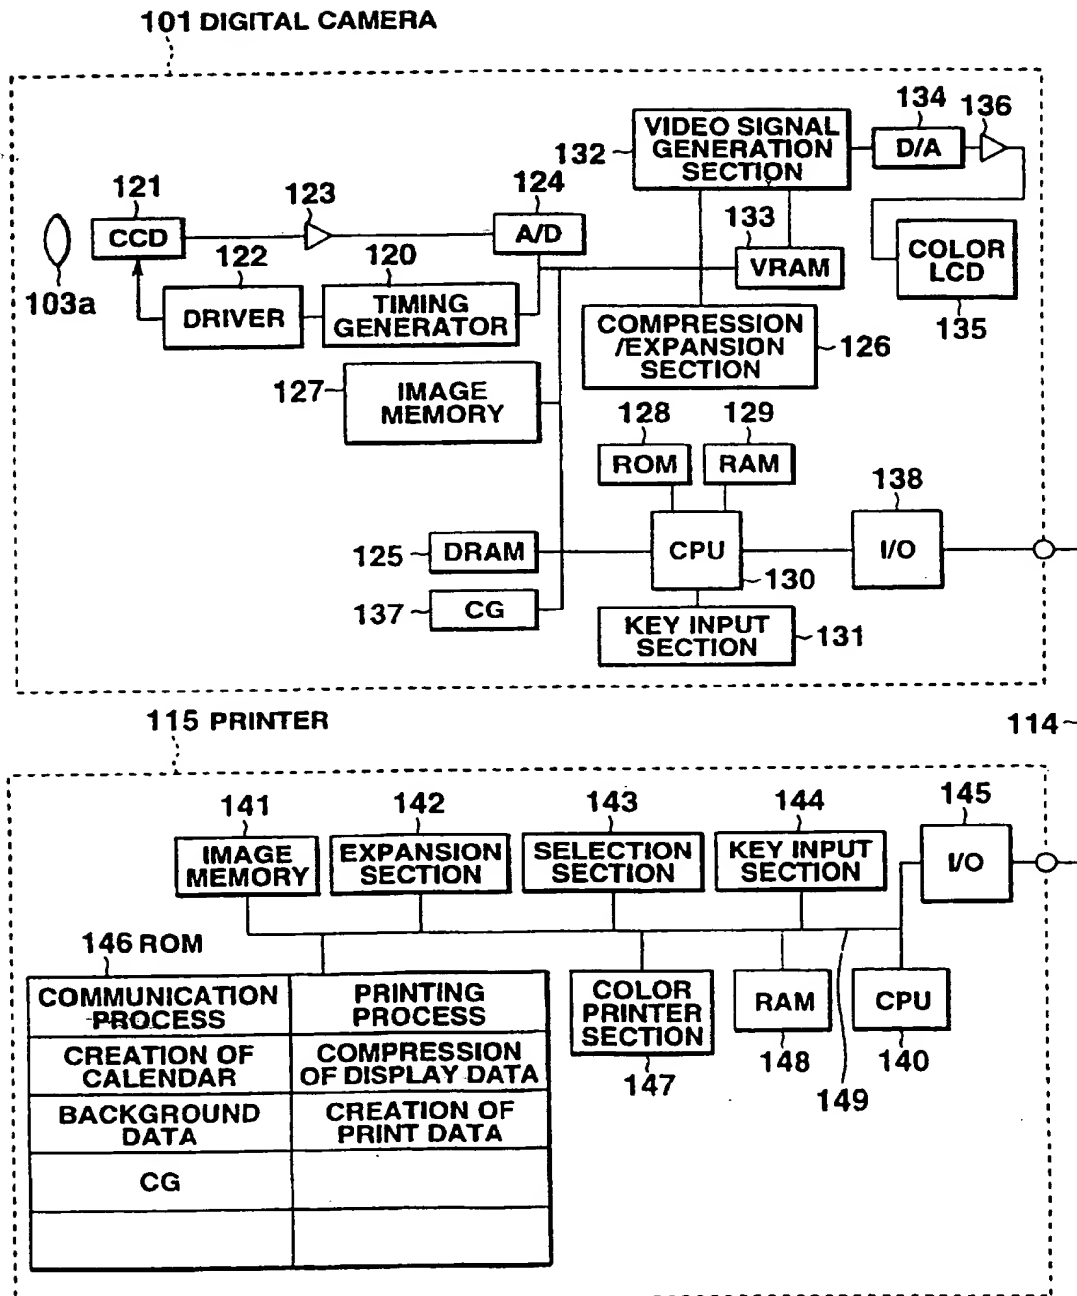 101 DIGITAL CAMERA
134
136
VIDEO SIGNAL
GENERATION
SECTION
132
D/A
121
123
124
CCD
A/D
133
VRAM
COLOR
LCD
135
103a
122
DRIVER
120
TIMING
GENERATOR
COMPRESSION
/EXPANSION
SECTION
126
127
IMAGE
MEMORY
128
129
ROM
RAM
138
125
DRAM
CPU
130
I/O
137
CG
KEY INPUT
SECTION
131
115 PRINTER
114
141
142
143
144
145
IMAGE
MEMORY
EXPANSION
SECTION
SELECTION
SECTION
KEY INPUT
SECTION
I/O
146 ROM
COMMUNICATION
PROCESS
PRINTING
PROCESS
CREATION OF
CALENDAR
COMPRESSION
OF DISPLAY DATA
BACKGROUND
DATA
CREATION OF
PRINT DATA
CG
COLOR
PRINTER
SECTION
147
RAM
148
149
CPU
140